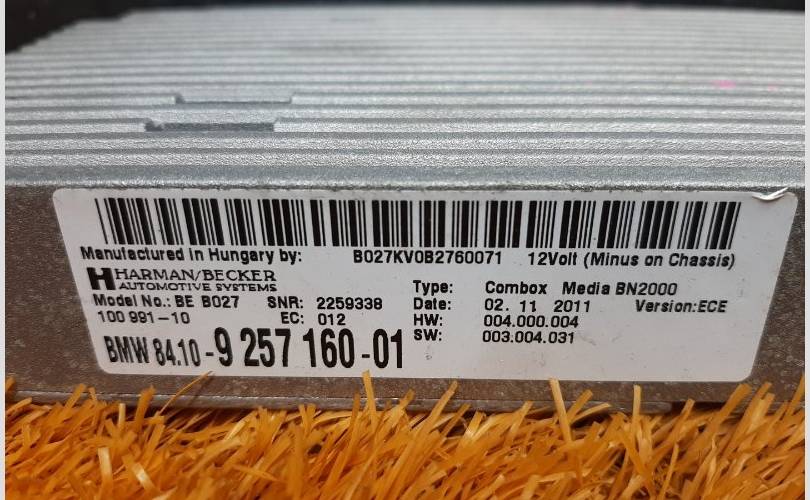 Manufactured in Hungary by: B027KV0B2760071 12Volt (Minus on Chassis)
HARMAN/BECKER
AUTOMOTIVE SYSTEMS
Model No.: BE B027 SNR: 2259338
100 991-10 EC: 012
BMW 84.10-9 257 160-01
Type: Combox Media BN2000
Date: 02. 11 2011 Version:ECE
HW: 004.000.004
SW: 003.004.031